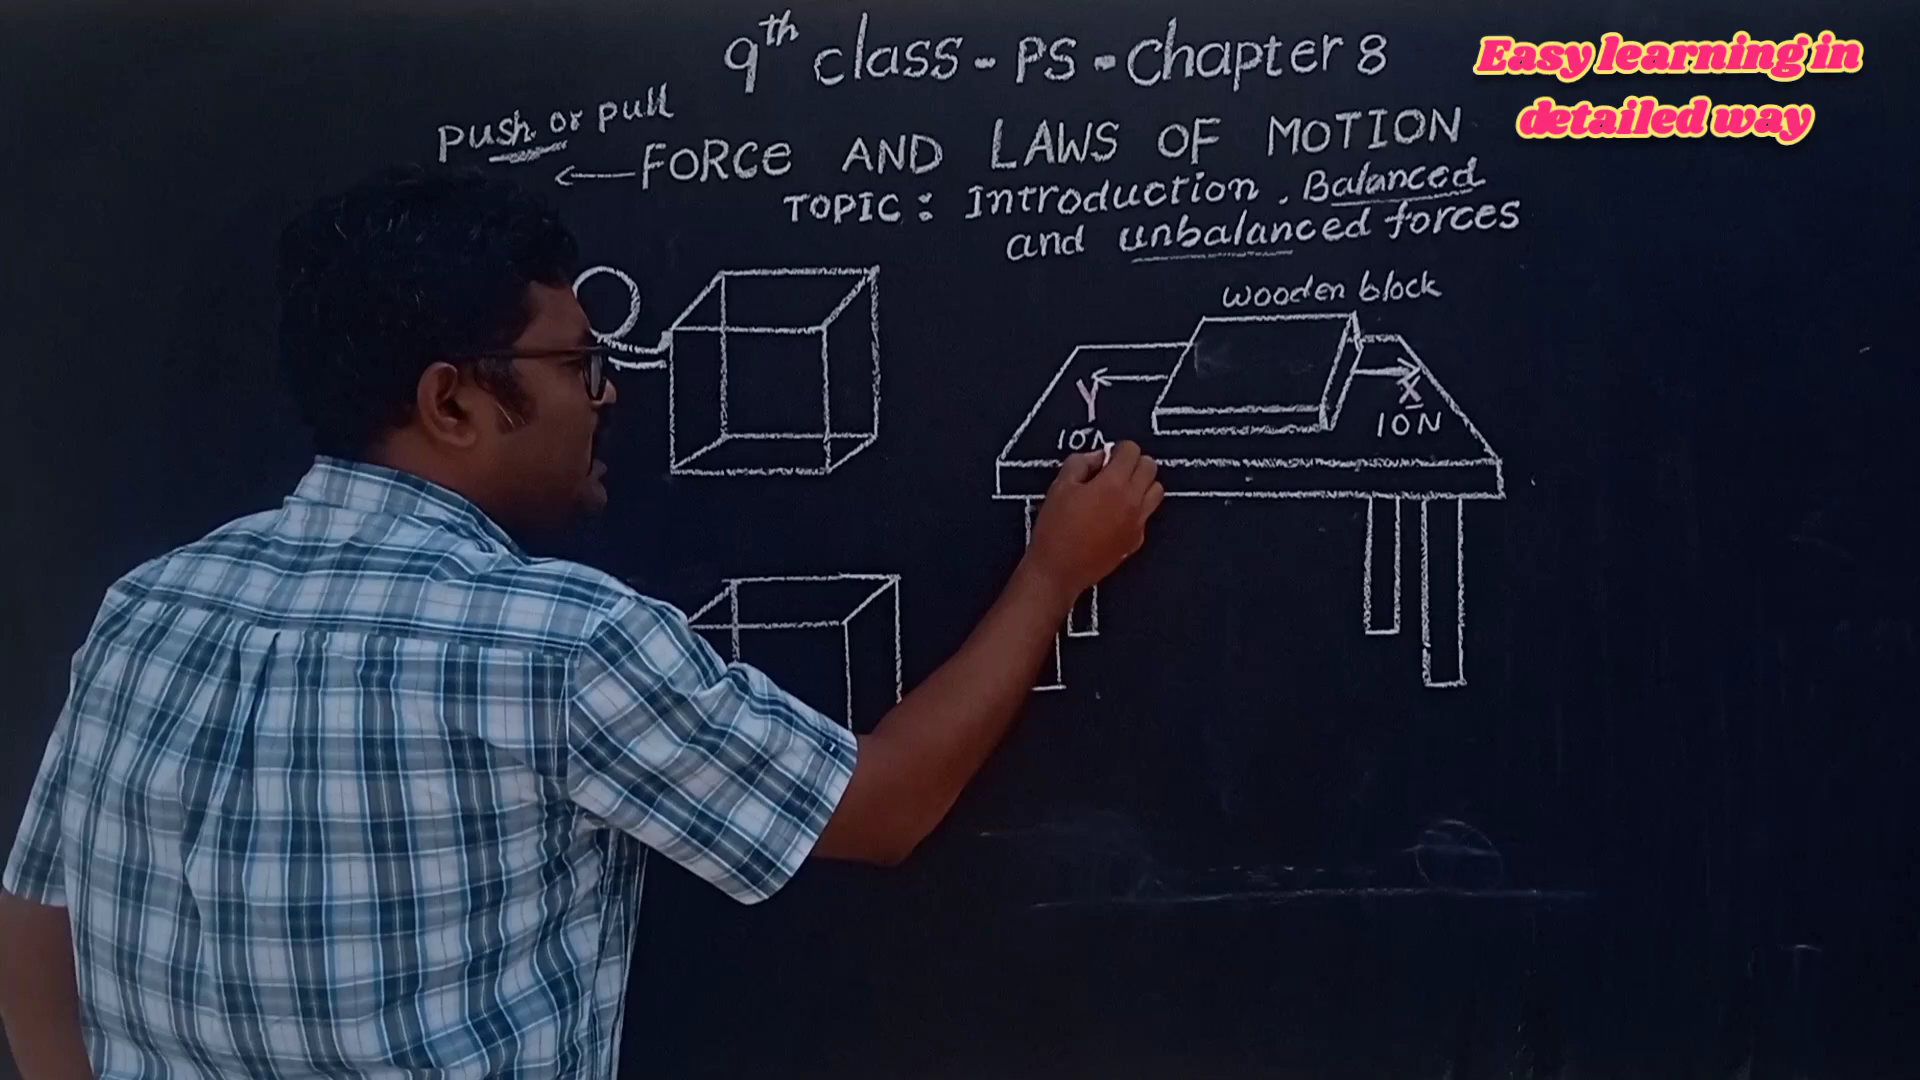 9th class - PS - Chapter 8
Easy learning in
detailed way
Push or pull
FORCE AND LAWS OF MOTION
TOPIC : Introduction . Balanced
and unbalanced forces
wooden block
Y
X
10N
10N